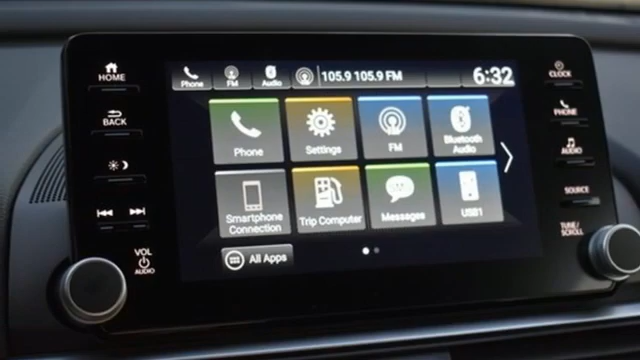 HOME
BACK
VOL
AUDIO
Phone
FM
Audio
105.9 105.9 FM
6:32
Phone
Settings
FM
Bluetooth
Audio
Smartphone
Connection
Trip Computer
Messages
USB1
All Apps
CLOCK
PHONE
AUDIO
SOURCE
TUNE/
SCROLL